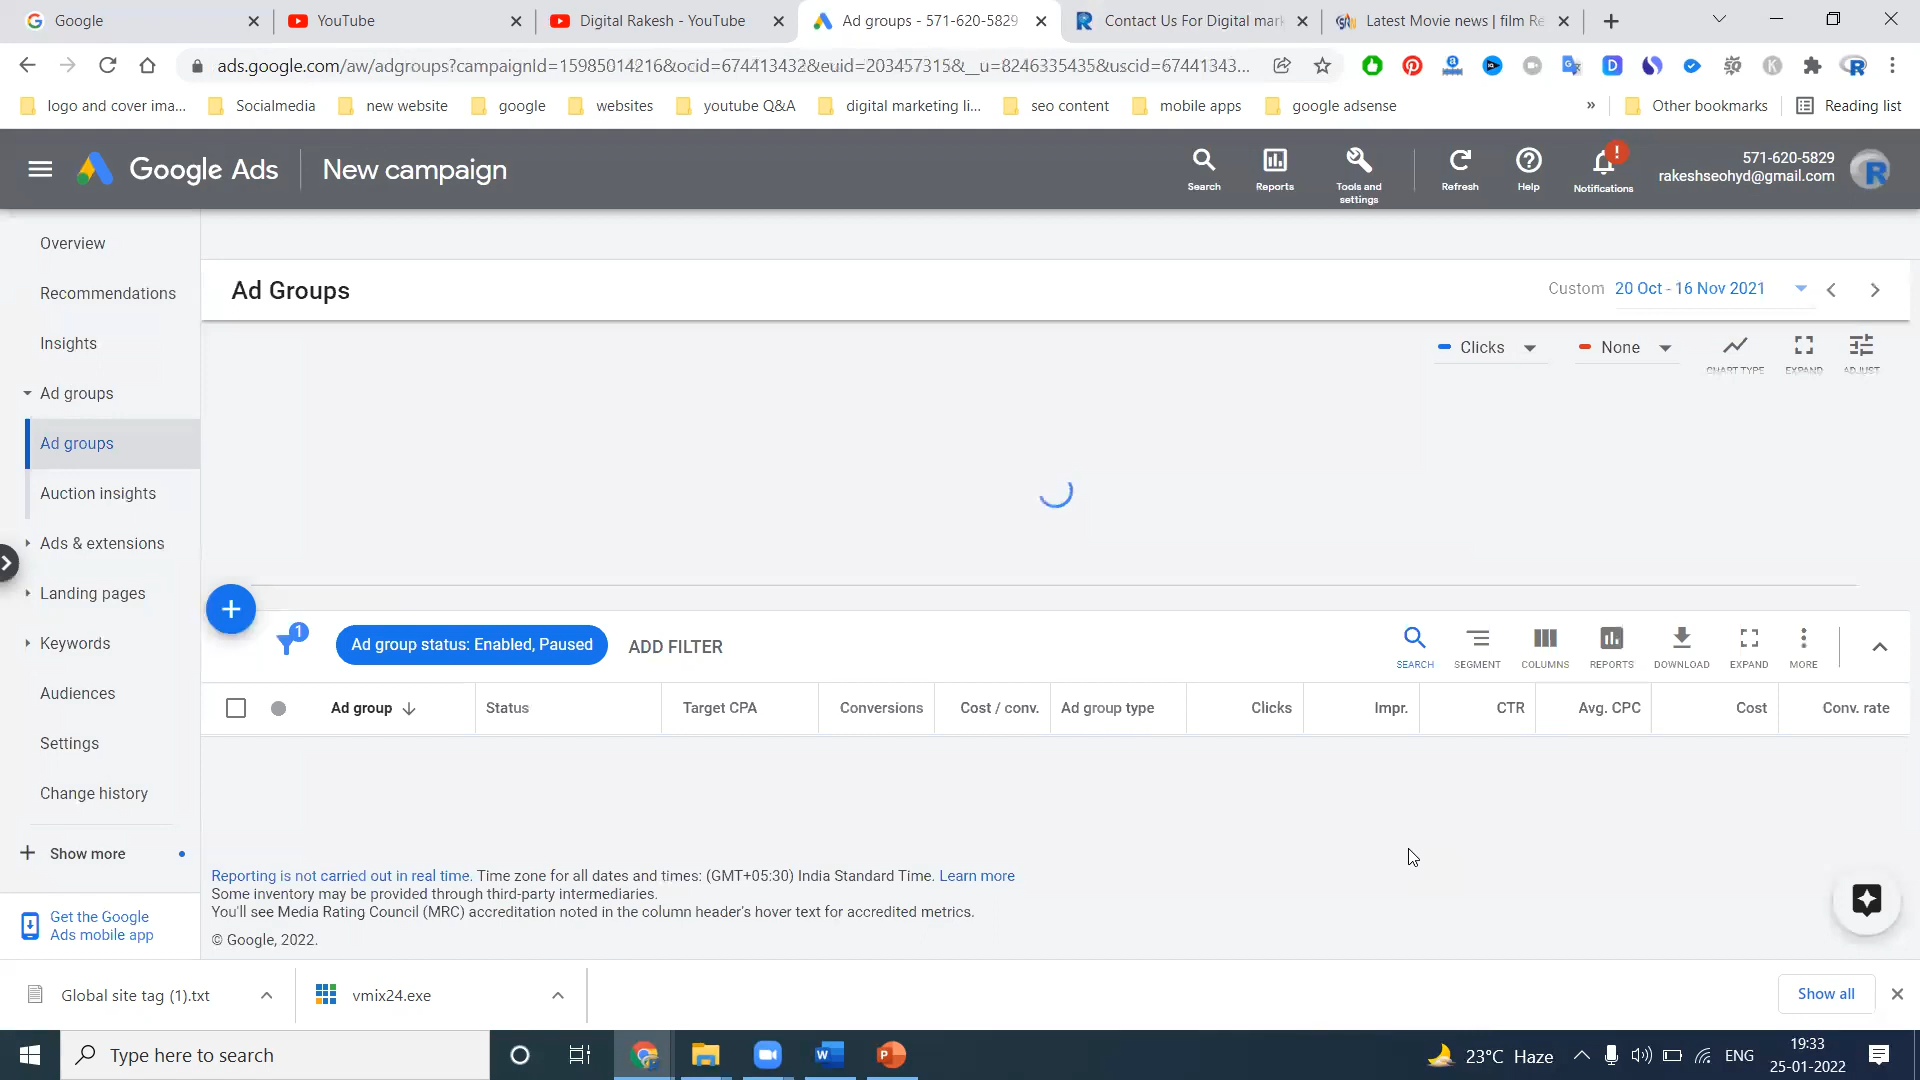 Google
YouTube
Digital Rakesh - YouTube
Ad groups - 571-620-5829
Contact Us For Digital mar
Latest Movie news | film Re
ads.google.com/aw/adgroups?campaignId=15985014216&ocid=674413432&euid=203457315&__u=8246335435&uscid=67441343...
logo and cover ima...
Socialmedia
new website
google
websites
youtube Q&A
digital marketing li...
seo content
mobile apps
google adsense
»
Other bookmarks
Reading list
Google Ads
New campaign
Search
Reports
Tools and
settings
Refresh
Help
Notifications
571-620-5829
rakeshseohyd@gmail.com
Overview
Recommendations
Insights
Ad groups
Ad groups
Auction insights
Ads & extensions
Landing pages
Keywords
Audiences
Settings
Change history
Show more
Get the Google
Ads mobile app
Ad Groups
Custom 20 Oct - 16 Nov 2021
Clicks
None
CHART TYPE
EXPAND
ADJUST
1
Ad group status: Enabled, Paused
ADD FILTER
SEARCH
SEGMENT
COLUMNS
REPORTS
DOWNLOAD
EXPAND
MORE
Ad group
Status
Target CPA
Conversions
Cost / conv.
Ad group type
Clicks
Impr.
CTR
Avg. CPC
Cost
Conv. rate
Reporting is not carried out in real time. Time zone for all dates and times: (GMT+05:30) India Standard Time. Learn more
Some inventory may be provided through third-party intermediaries.
You'll see Media Rating Council (MRC) accreditation noted in the column header's hover text for accredited metrics.
© Google, 2022.
Global site tag (1).txt
vmix24.exe
Show all
Type here to search
23°C Haze
ENG
19:33
25-01-2022